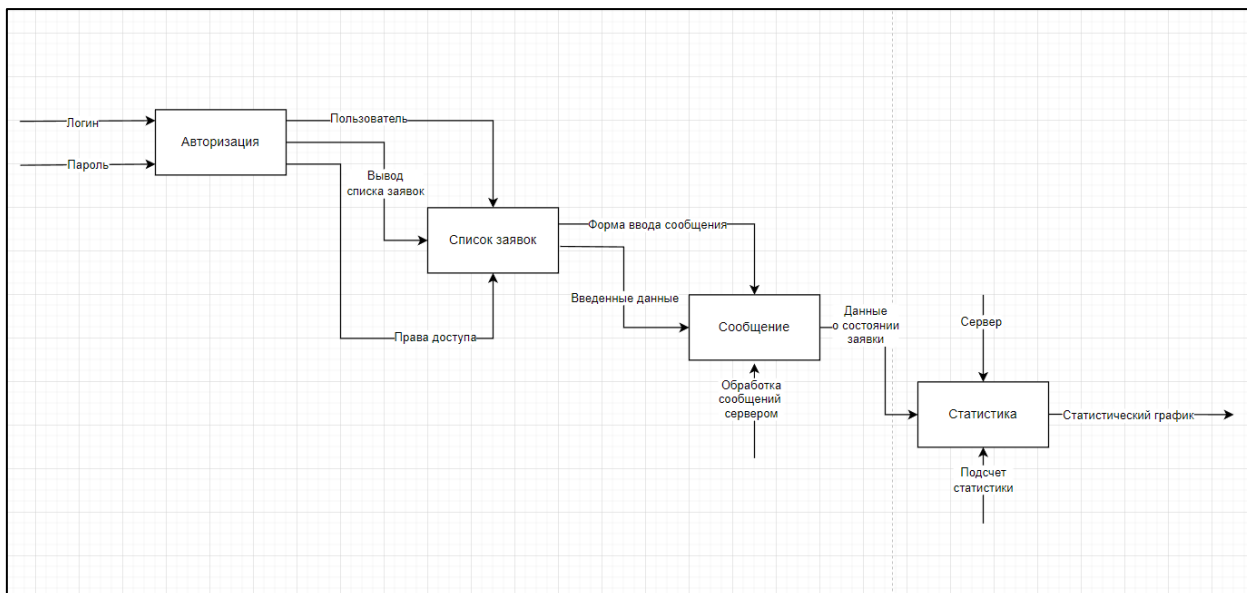 Логин
Пароль
Авторизация
Пользователь
Вывод
списка заявок
Права доступа
Список заявок
Форма ввода сообщения
Введенные данные
Сообщение
Обработка
сообщений
сервером
Данные
о состоянии
заявки
Сервер
Статистика
Статистический график
Подсчет
статистики